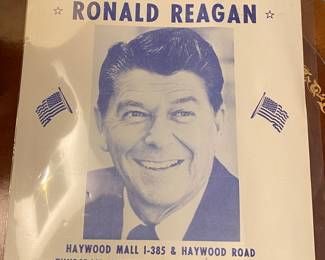 RONALD REAGAN
HAYWOOD MALL I-385 & HAYWOOD ROAD